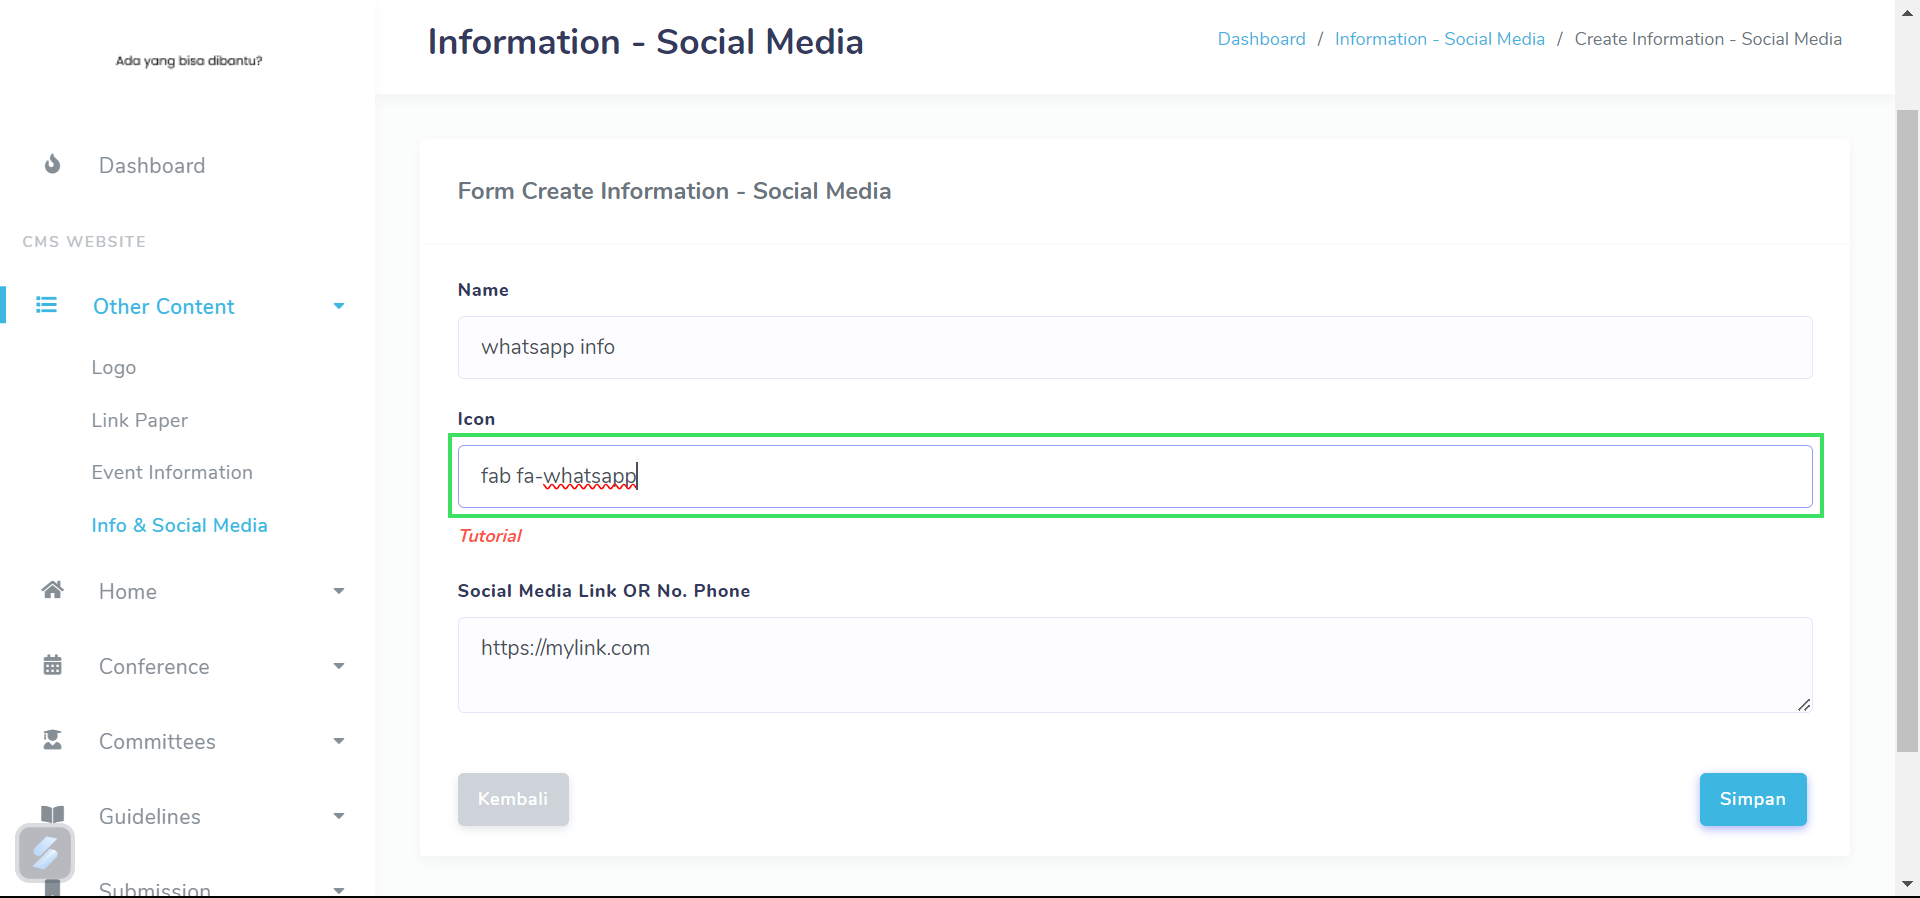 Ada yang bisa dibantu?
Dashboard
CMS WEBSITE
Other Content
Logo
Link Paper
Event Information
Info & Social Media
Home
Conference
Committees
Guidelines
Submission
Information - Social Media
Dashboard / Information - Social Media / Create Information - Social Media
Form Create Information - Social Media
Name
whatsapp info
Icon
fab fa-whatsapp
Tutorial
Social Media Link OR No. Phone
https://mylink.com
Kembali
Simpan